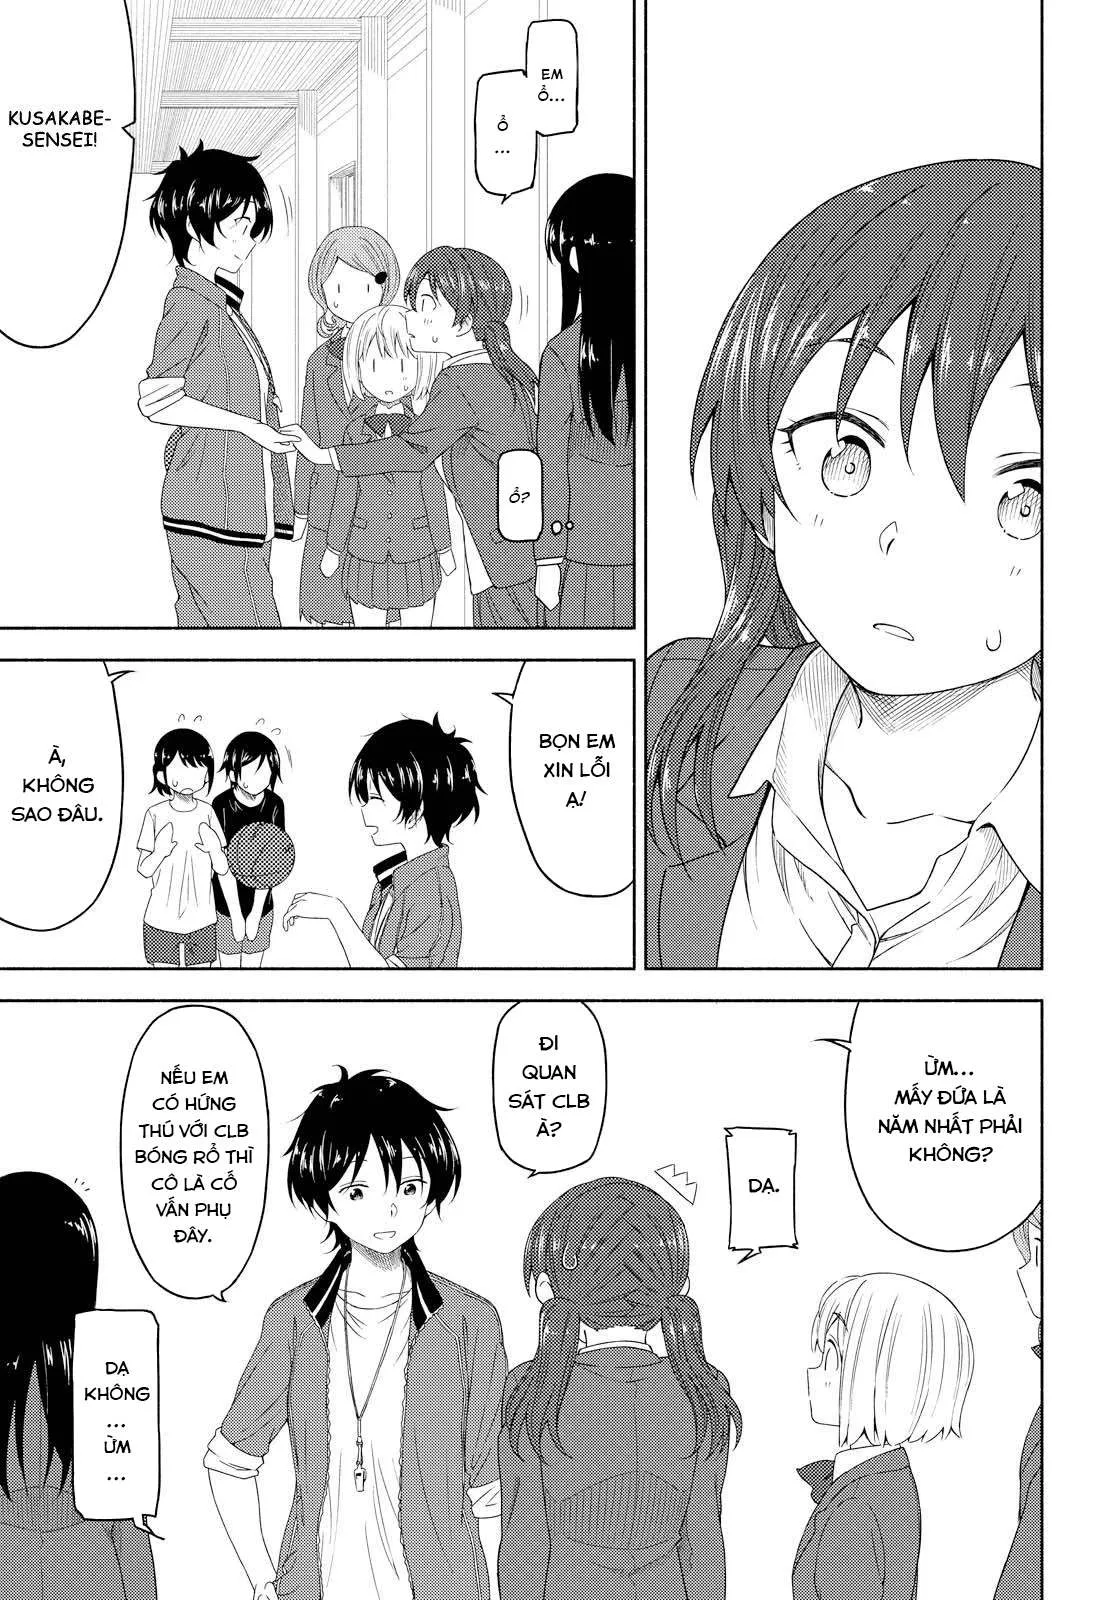 EM
Ổ...
Ổ
...
Ổ?
KUSAKABE-
SENSEI!
BỌN EM
XIN LỖI
Ạ!
À,
KHÔNG
SAO ĐÂU.
ỪM...
MẤY ĐỨA LÀ
NĂM NHẤT PHẢI
KHÔNG?
DẠ.
ĐI
QUAN
SÁT CLB
À?
NẾU EM
CÓ HỨNG
THÚ VỚI CLB
BÓNG RỔ THÌ
CÔ LÀ CỐ
VẤN PHỤ
ĐÂY.
DẠ
KHÔNG
...
ỪM
...